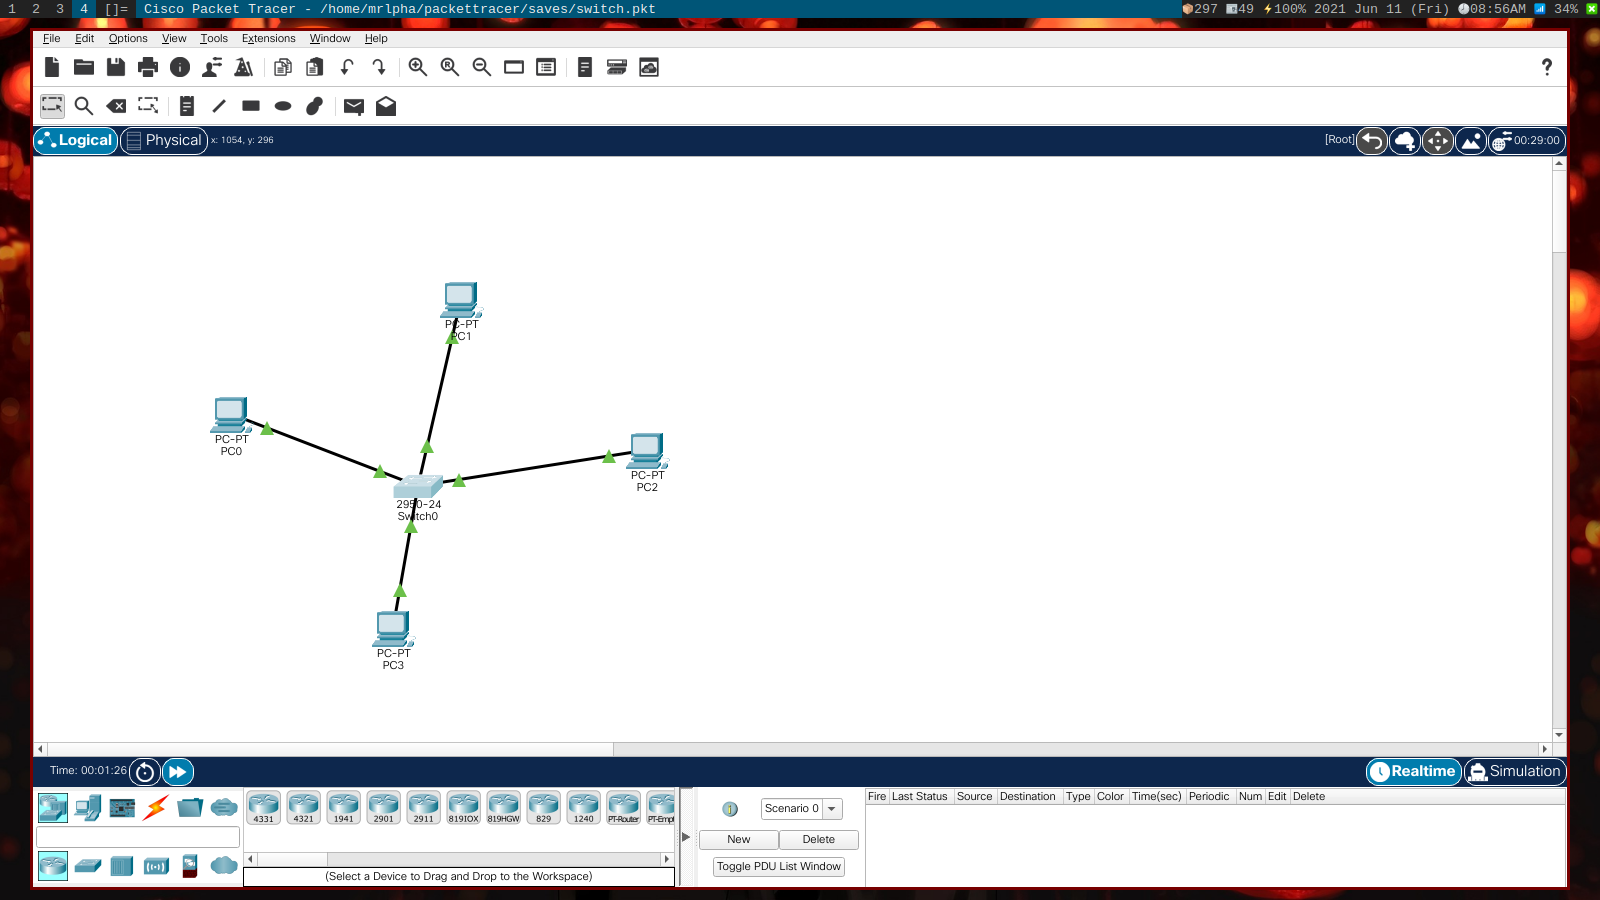 1 2 3 4 []= Cisco Packet Tracer - /home/mrlpha/packettracer/saves/switch.pkt 297 49 100% 2021 Jun 11 (Fri) 08:56AM 34%
File Edit Options View Tools Extensions Window Help
?
Logical Physical x: 1054, y: 296 [Root] 00:29:00
PC-PT
PC1
PC-PT
PC0
PC-PT
PC2
2950-24
Switch0
PC-PT
PC3
Time: 00:01:26 Realtime Simulation
4331 4321 1941 2901 2911 819IOX 819HGW 829 1240 PT-Router PT-Empt
(Select a Device to Drag and Drop to the Workspace)
Scenario 0
New Delete
Toggle PDU List Window
Fire Last Status Source Destination Type Color Time(sec) Periodic Num Edit Delete